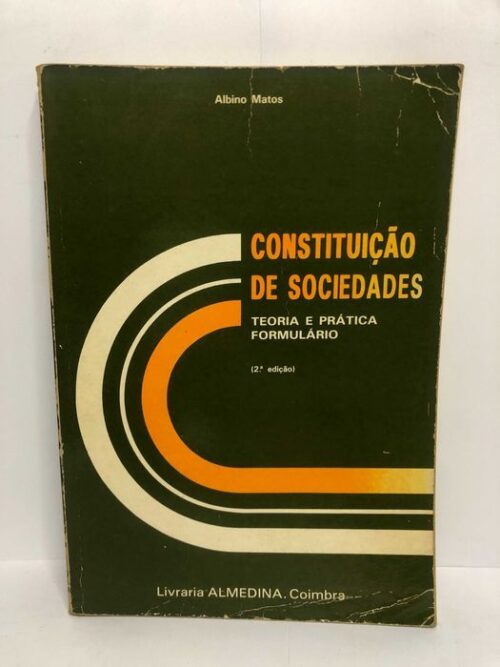 Albino Matos
CONSTITUIÇÃO
DE SOCIEDADES
TEORIA E PRÁTICA
FORMULÁRIO
(2.ª edição)
Livraria ALMEDINA. Coimbra